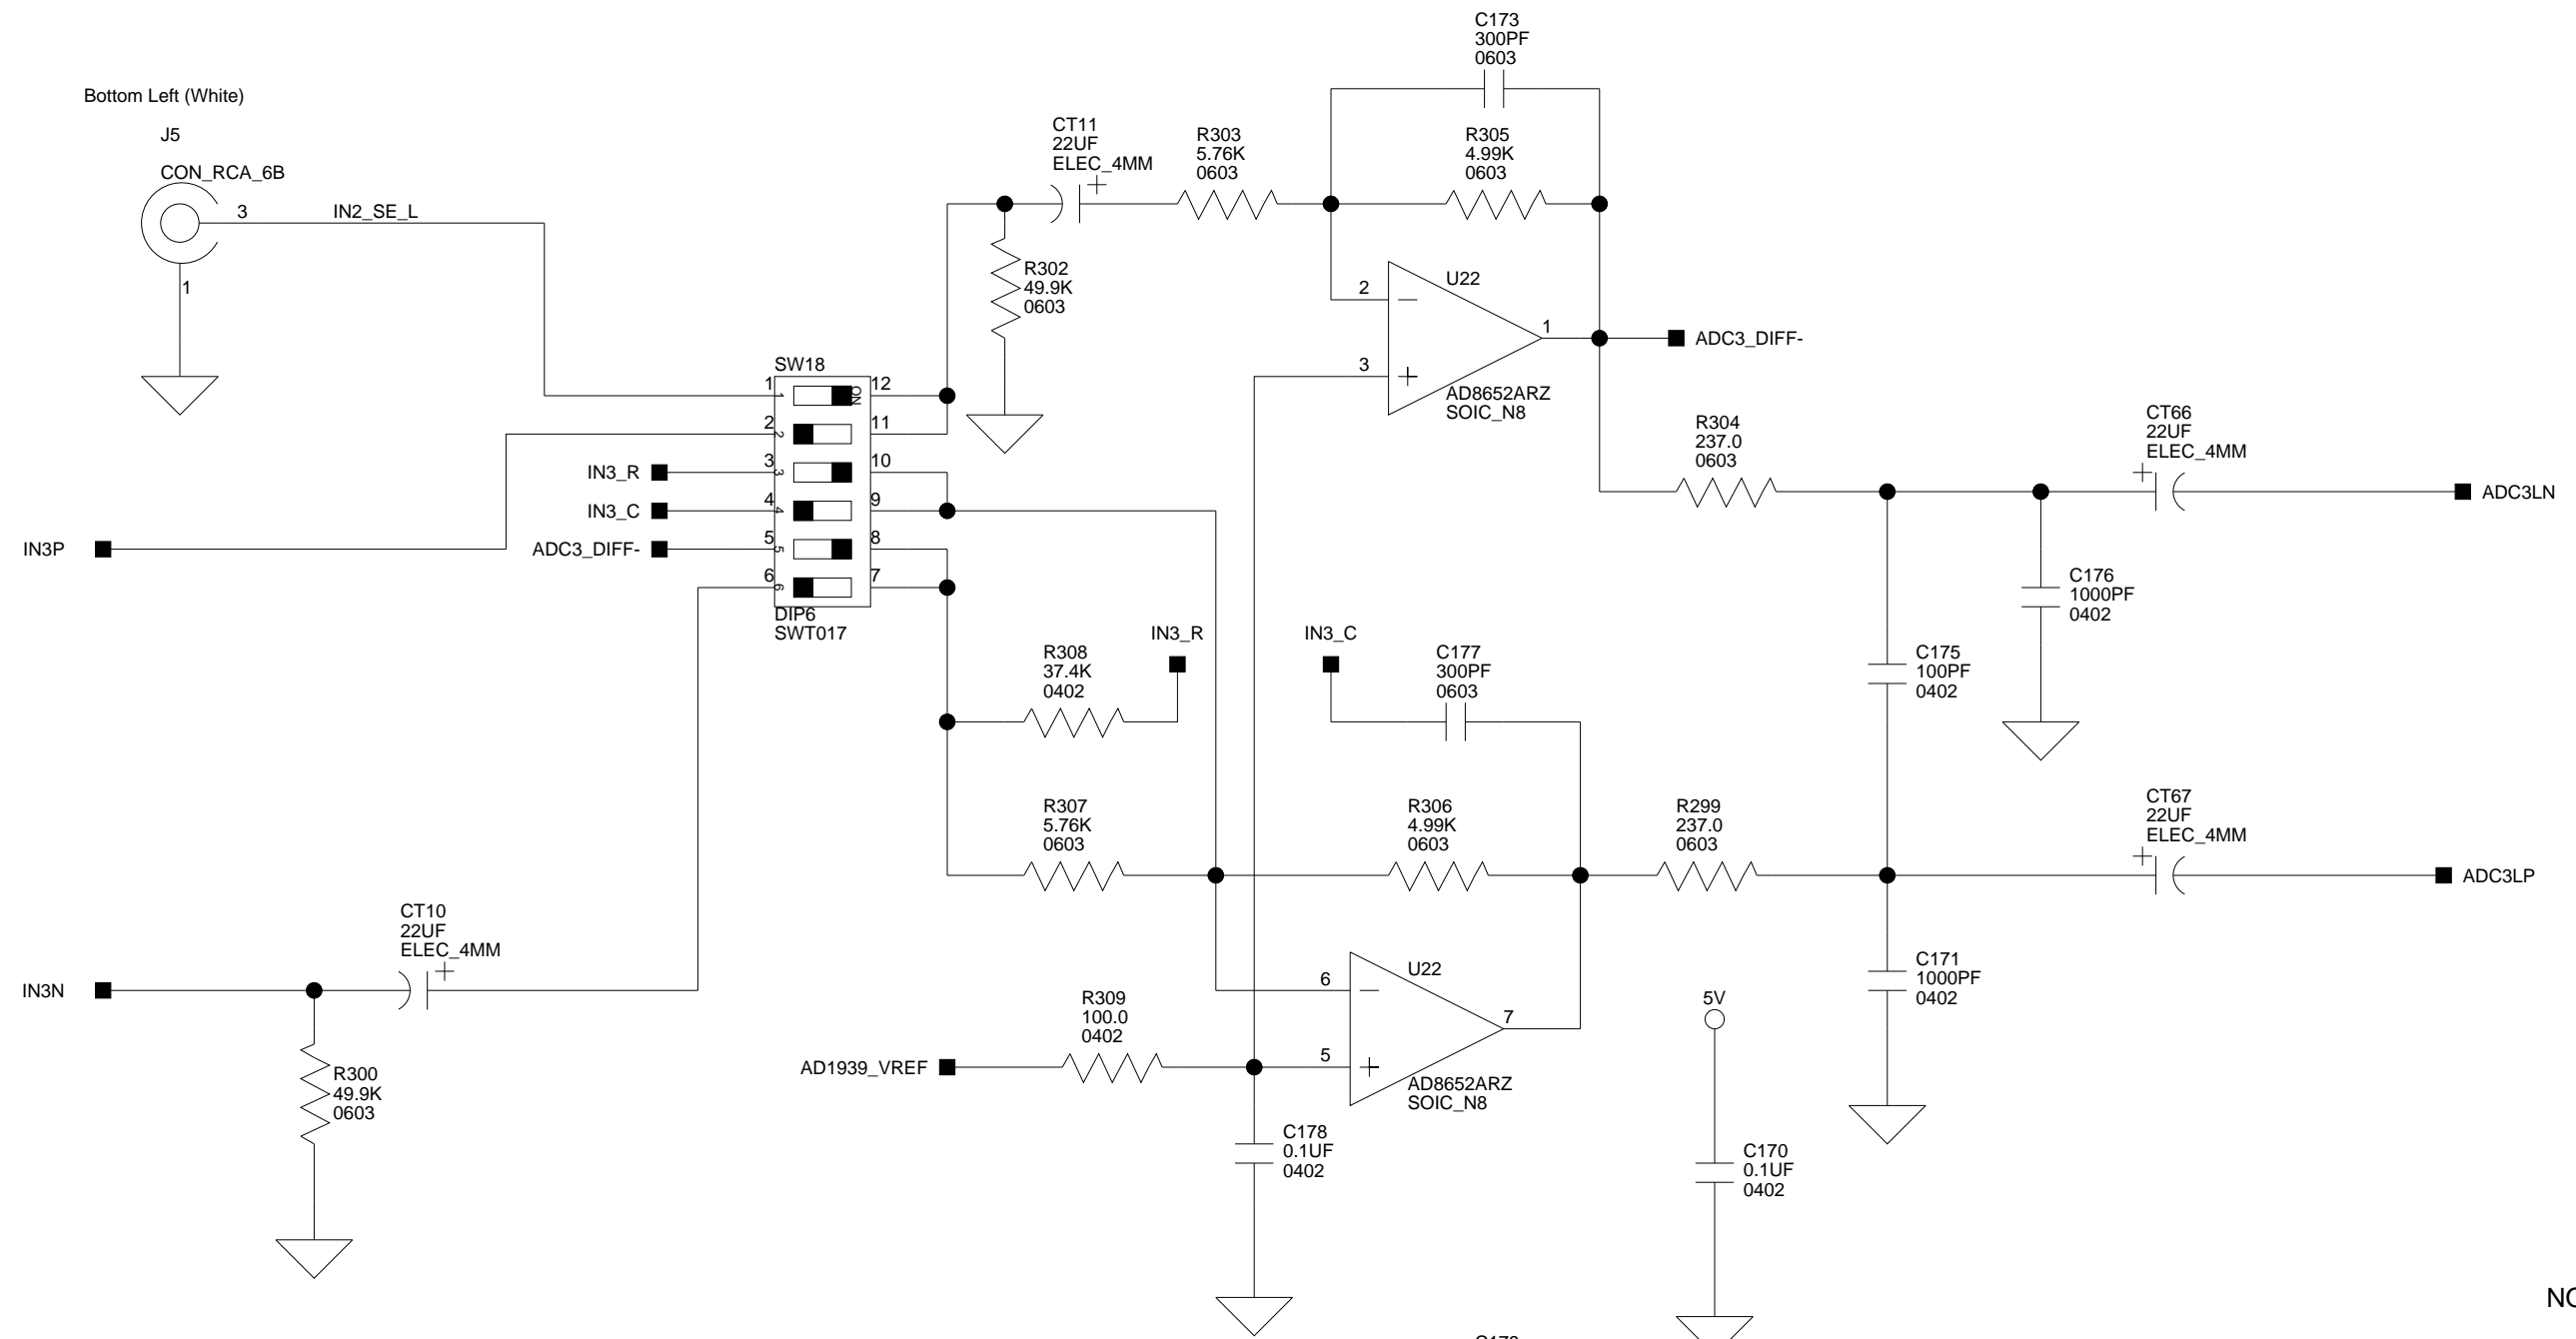 C173
300PF
0603
Bottom Left (White)
J5
CON_RCA_6B
3
IN2_SE_L
1
CT11
22UF
ELEC_4MM
+
R303
5.76K
0603
R305
4.99K
0603
R302
49.9K
0603
U22
2
3
1
ADC3_DIFF-
AD8652ARZ
SOIC_N8
SW18
1 1 ON 12
2 2 11
3 3 10
4 4 9
5 5 8
6 6 7
DIP6
SWT017
IN3_R
IN3_C
ADC3_DIFF-
IN3P
R304
237.0
0603
CT66
22UF
ELEC_4MM
+
ADC3LN
C176
1000PF
0402
C175
100PF
0402
IN3_R
IN3_C
R308
37.4K
0402
C177
300PF
0603
R307
5.76K
0603
R306
4.99K
0603
R299
237.0
0603
CT67
22UF
ELEC_4MM
+
ADC3LP
CT10
22UF
ELEC_4MM
+
IN3N
R300
49.9K
0603
U22
6
5
7
AD8652ARZ
SOIC_N8
R309
100.0
0402
AD1939_VREF
C178
0.1UF
0402
5V
C170
0.1UF
0402
C171
1000PF
0402